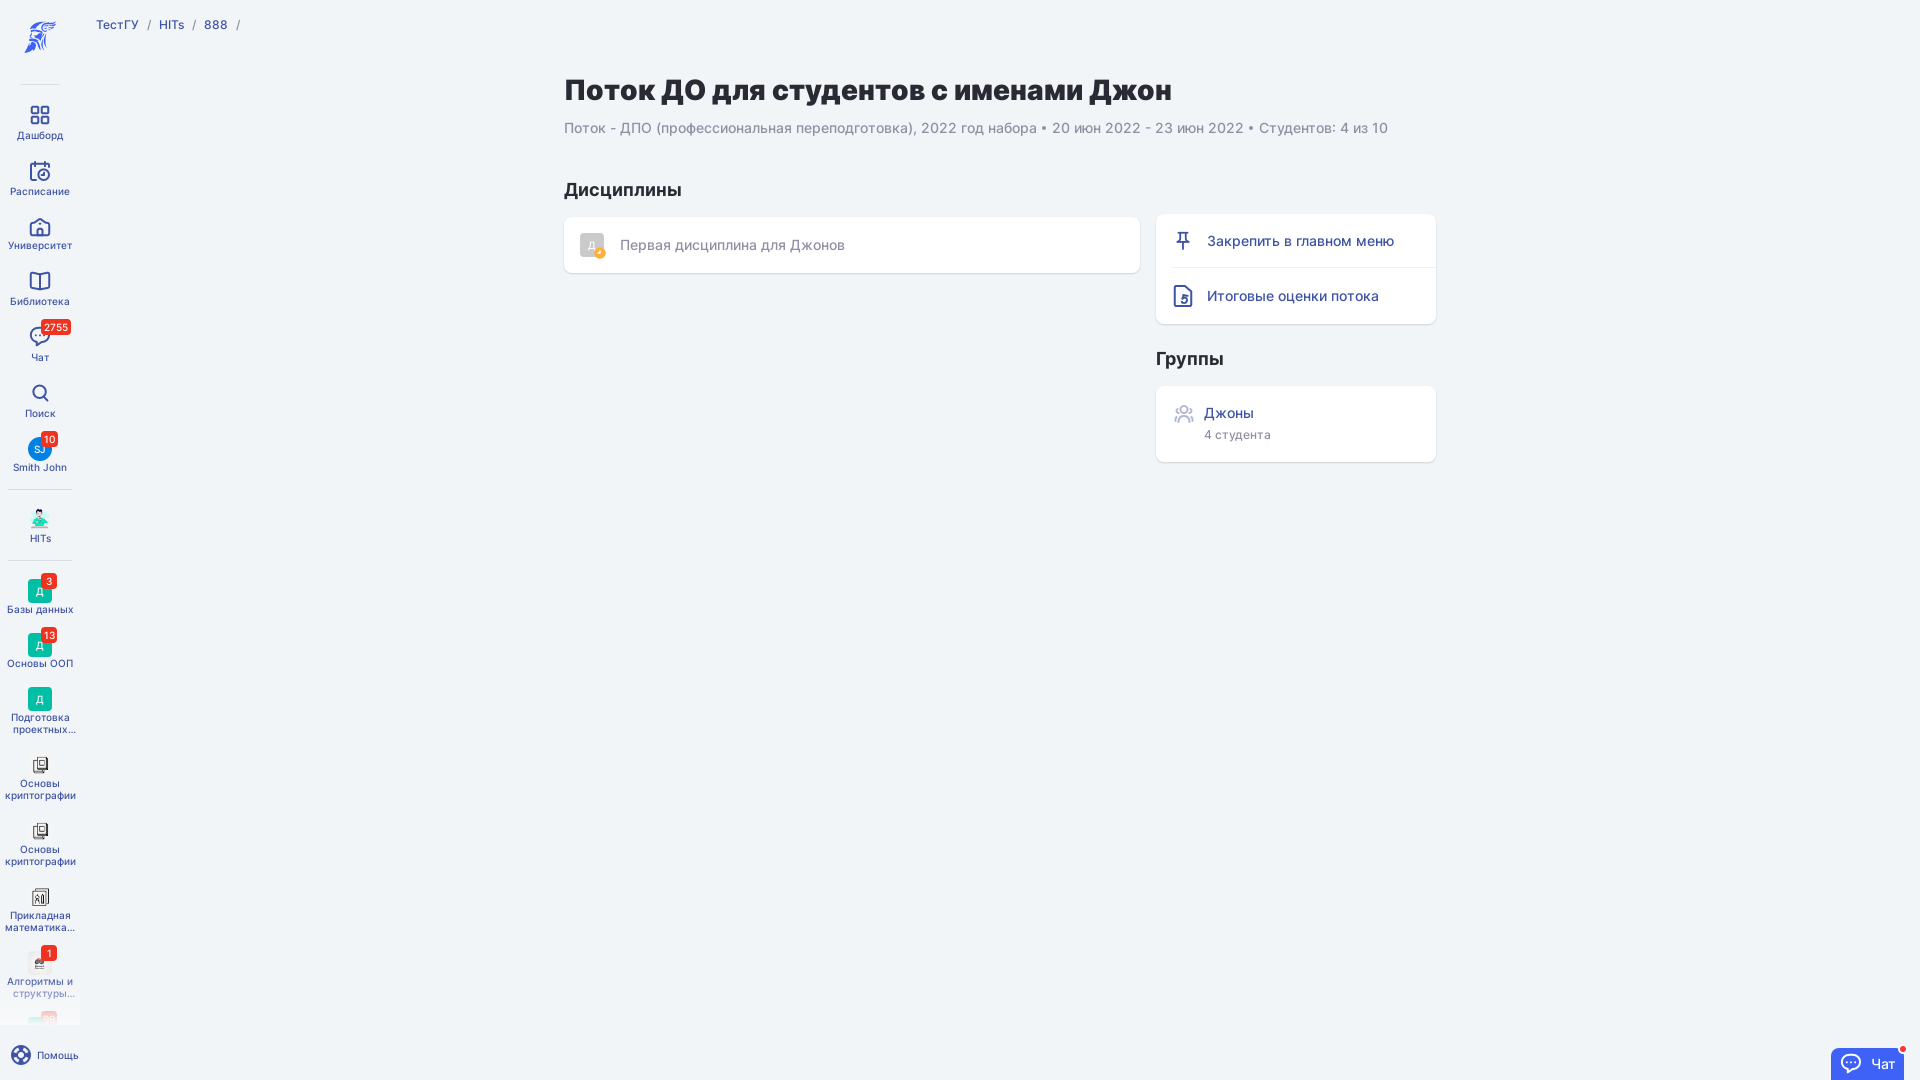 ТестГУ / HITs / 888 /
Поток ДО для студентов с именами Джон
Поток - ДПО (профессиональная переподготовка), 2022 год набора • 20 июн 2022 - 23 июн 2022 • Студентов: 4 из 10
Дисциплины
Д
Первая дисциплина для Джонов
Закрепить в главном меню
Итоговые оценки потока
Группы
Джоны
4 студента
Дашборд
Расписание
Университет
Библиотека
2755
Чат
Поиск
10
SJ
Smith John
HITs
3
Д
Базы данных
13
Д
Основы ООП
Д
Подготовка
проектных...
Основы
криптографии
Основы
криптографии
Прикладная
математика...
1
Алгоритмы и
структуры...
Помощь
Чат